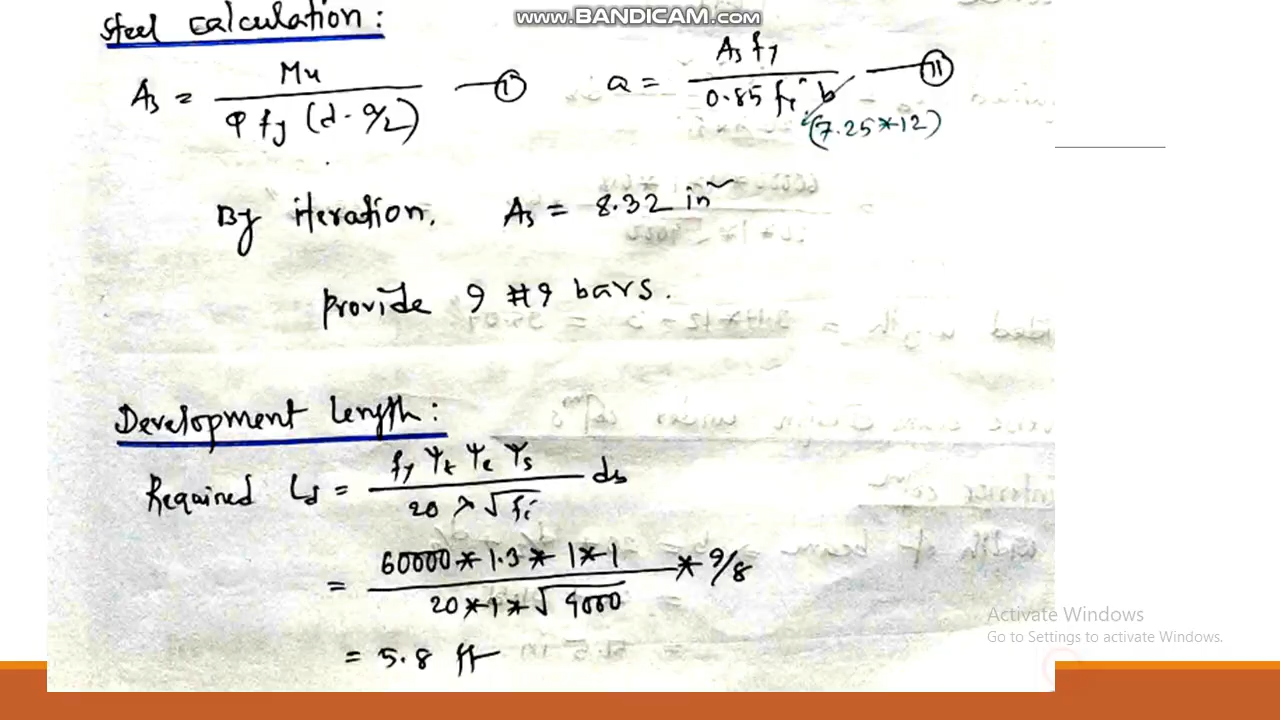 www.BANDICAM.com
Steel calculation:
As = Mu / φ fy (d - a/2) —(I) a = As fy / 0.85 fc' b —(II)
(7.25*12)
By iteration, As = 8.32 in²
Provide 9 #9 bars.
Development length:
Required Ld = fy Ψt Ψe Ψs / 20 λ √fc' db
= 60000*1.3*1*1 / 20*1*√4000 * 9/8
= 5.8 ft
Activate Windows
Go to Settings to activate Windows.